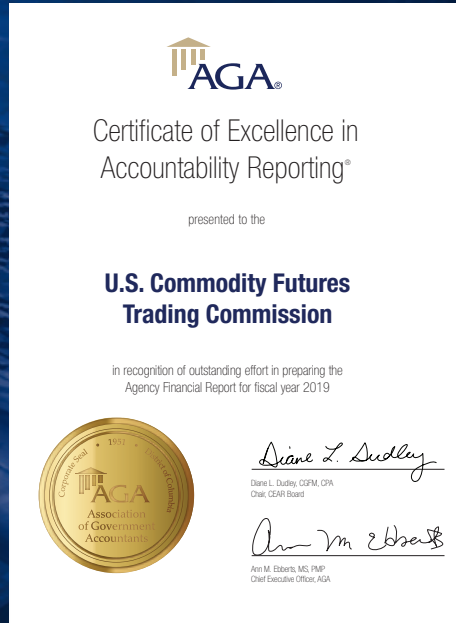 AGA®
Certificate of Excellence in
Accountability Reporting®
presented to the
U.S. Commodity Futures
Trading Commission
in recognition of outstanding effort in preparing the
Agency Financial Report for fiscal year 2019
Corporate Seal • 1951 • District of Columbia
AGA
Association
of Government
Accountants
Diane L. Dudley
Diane L. Dudley, CGFM, CPA
Chair, CEAR Board
Ann M Ebberts
Ann M. Ebberts, MS, PMP
Chief Executive Officer, AGA